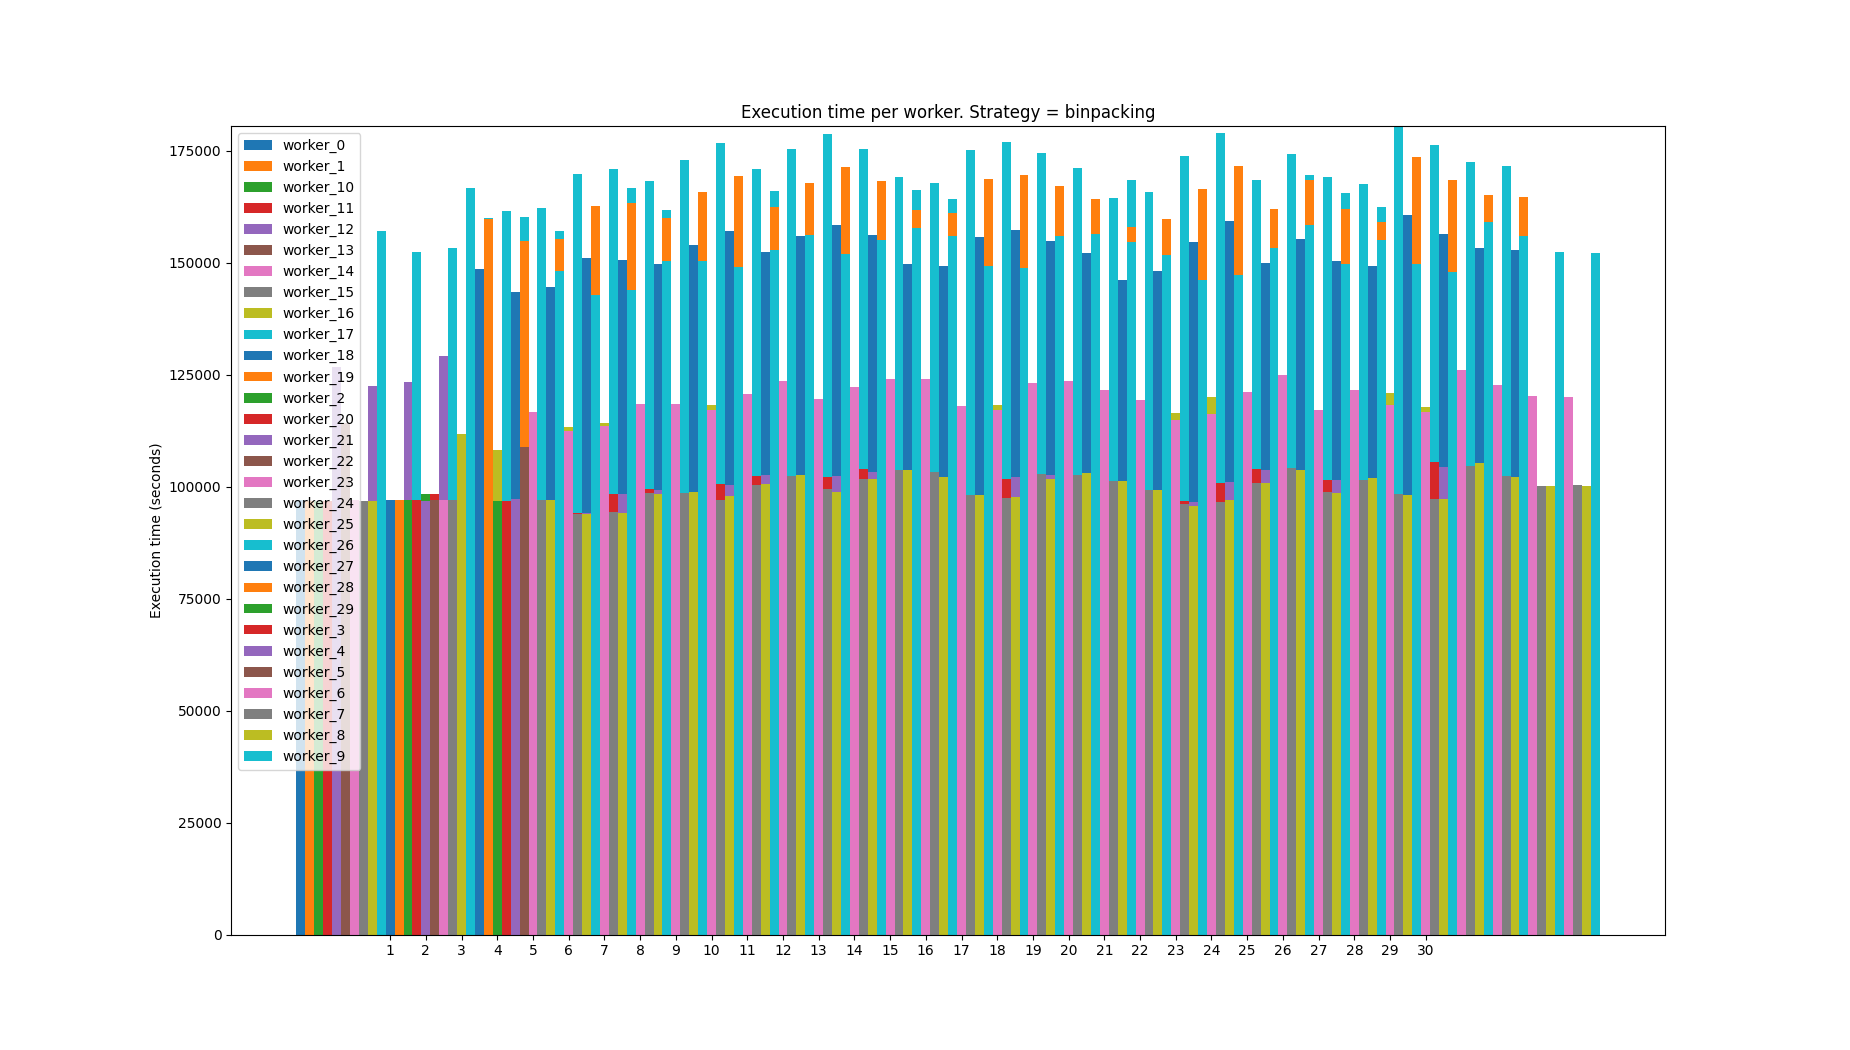 Execution time per worker. Strategy = binpacking
175000
150000
125000
100000
75000
50000
25000
0
Execution time (seconds)
worker_0
worker_1
worker_10
worker_11
worker_12
worker_13
worker_14
worker_15
worker_16
worker_17
worker_18
worker_19
worker_2
worker_20
worker_21
worker_22
worker_23
worker_24
worker_25
worker_26
worker_27
worker_28
worker_29
worker_3
worker_4
worker_5
worker_6
worker_7
worker_8
worker_9
1 2 3 4 5 6 7 8 9 10 11 12 13 14 15 16 17 18 19 20 21 22 23 24 25 26 27 28 29 30